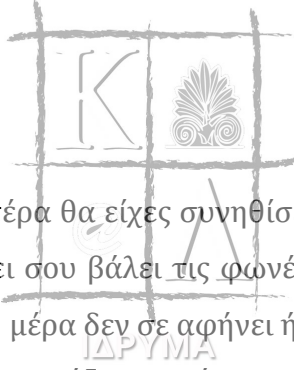 Κ
τέρα θα είχες συνηθίσ
ει σου βάλει τις φωνέ
Λ
μέρα δεν σε αφήνει ή
ΙΔΡΥΜΑ